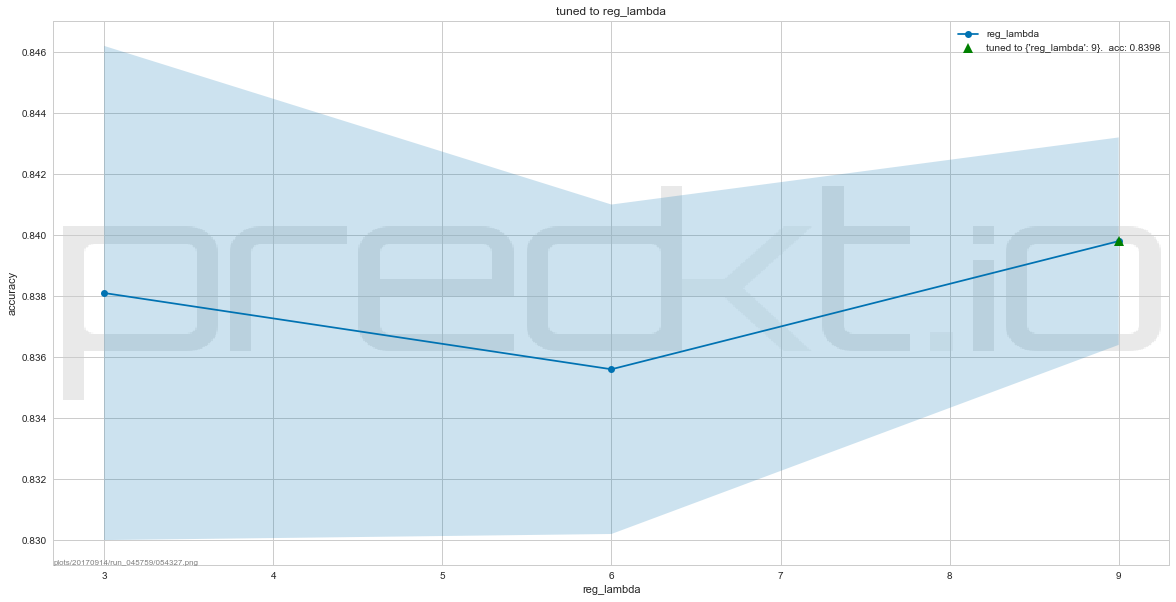 tuned to reg_lambda
reg_lambda
tuned to {'reg_lambda': 9}. acc: 0.8398
0.846
0.844
0.842
0.840
0.838
0.836
0.834
0.832
0.830
accuracy
predkt.io
plots/20170914/run_045759/054327.png
3 4 5 6 7 8 9
reg_lambda